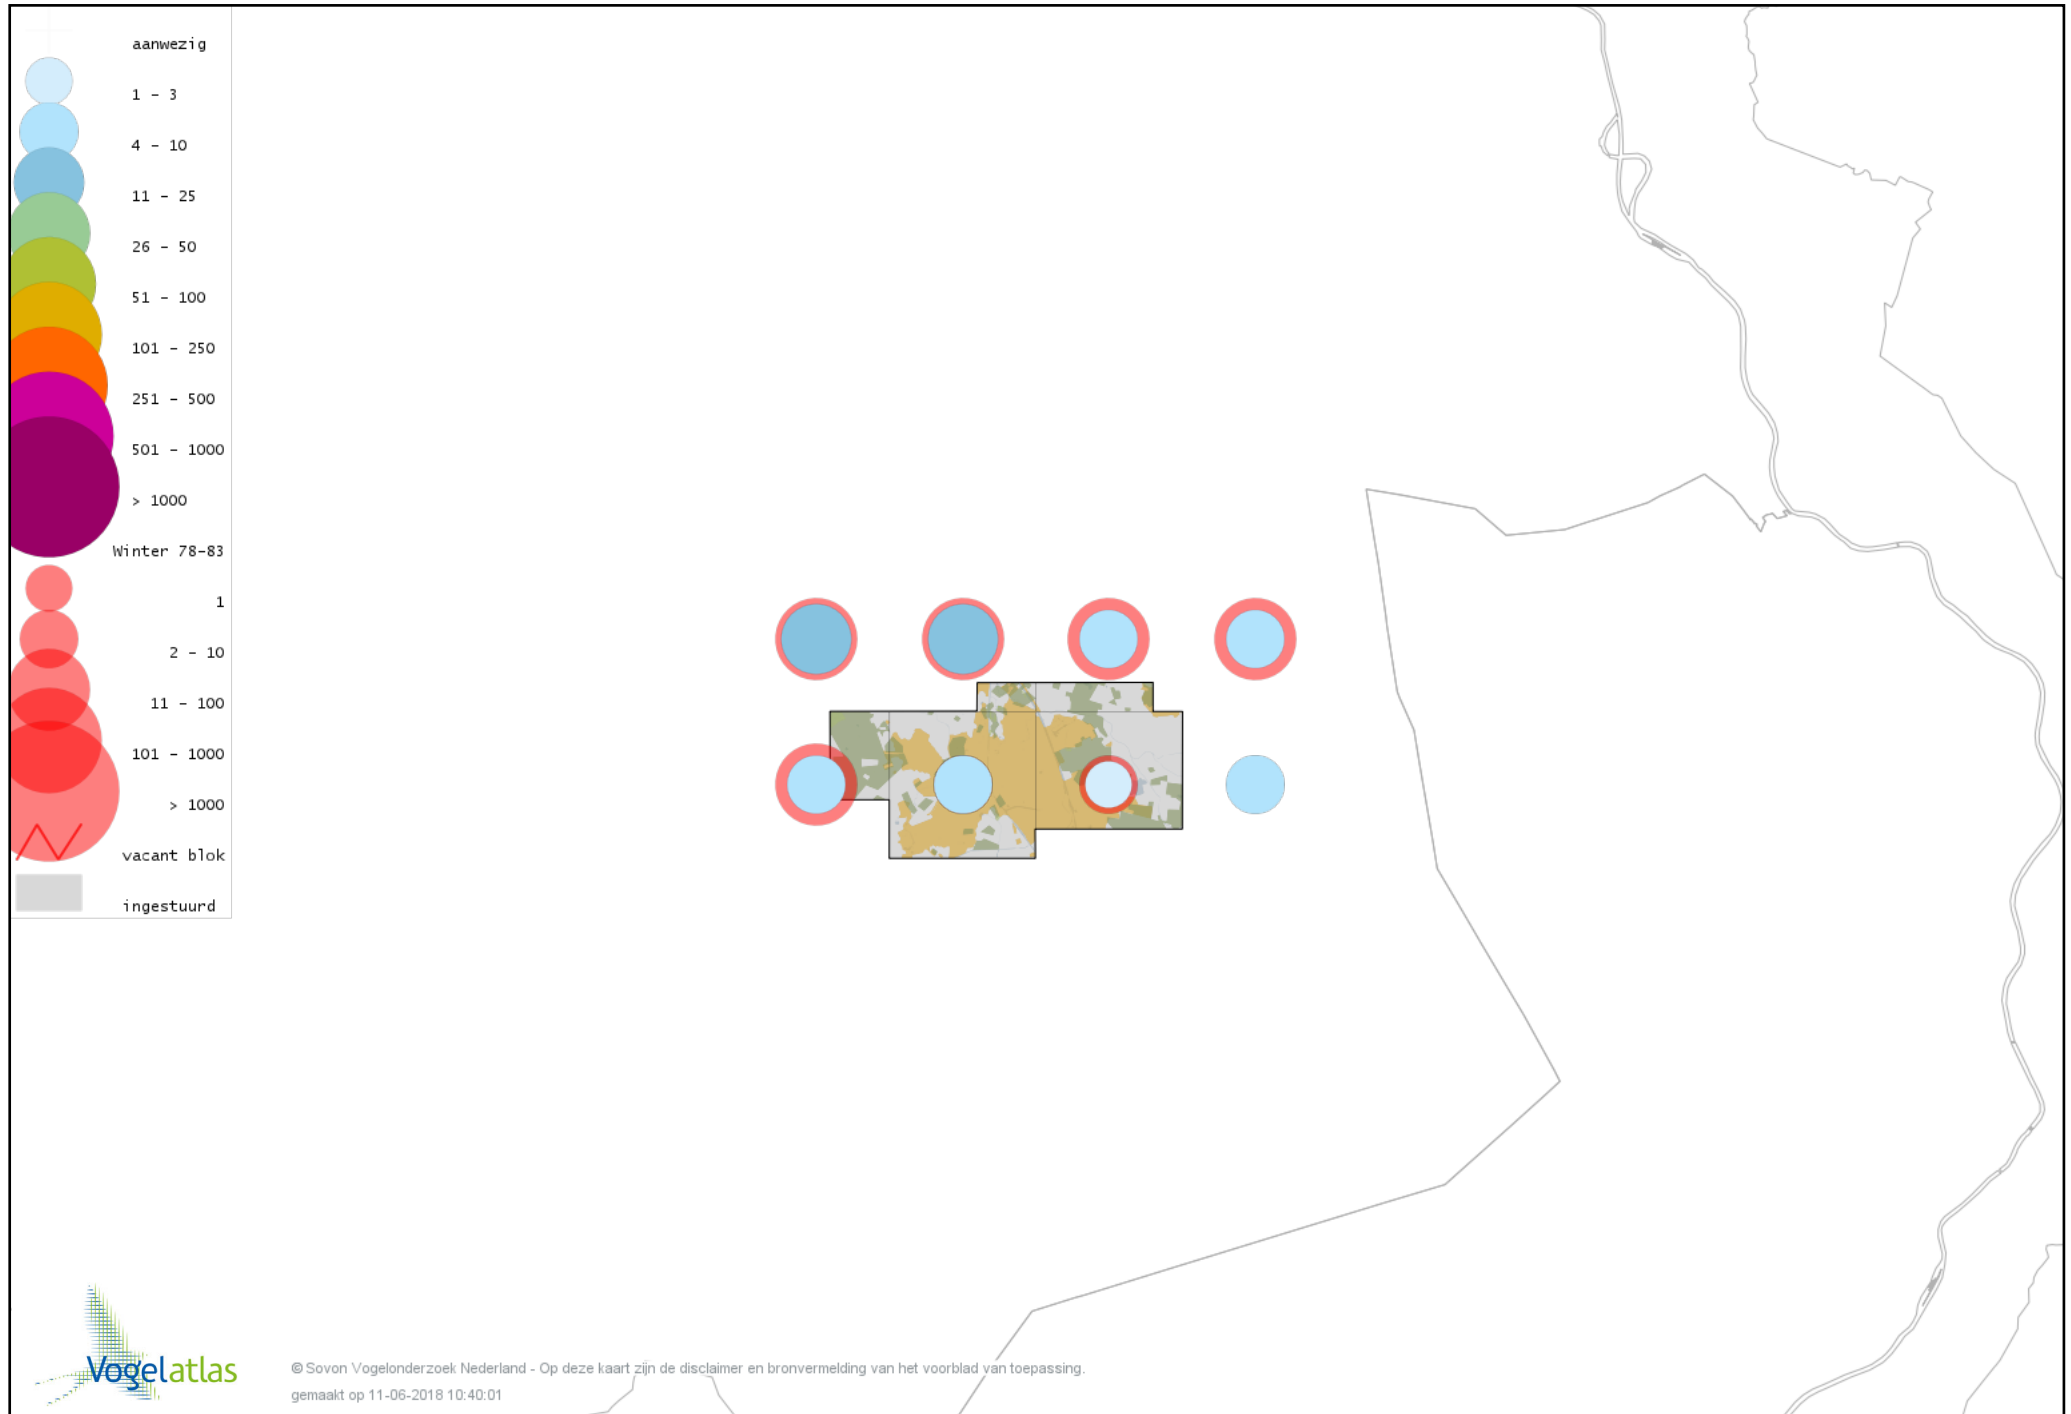 aanwezig
1 – 3
4 – 10
11 – 25
26 – 50
51 – 100
101 – 250
251 – 500
501 – 1000
> 1000
Winter 78-83
1
2 – 10
11 – 100
101 – 1000
> 1000
vacant blok
ingestuurd
Vogelatlas
© Sovon Vogelonderzoek Nederland - Op deze kaart zijn de disclaimer en bronvermelding van het voorblad van toepassing.
gemaakt op 11-06-2018 10:40:01